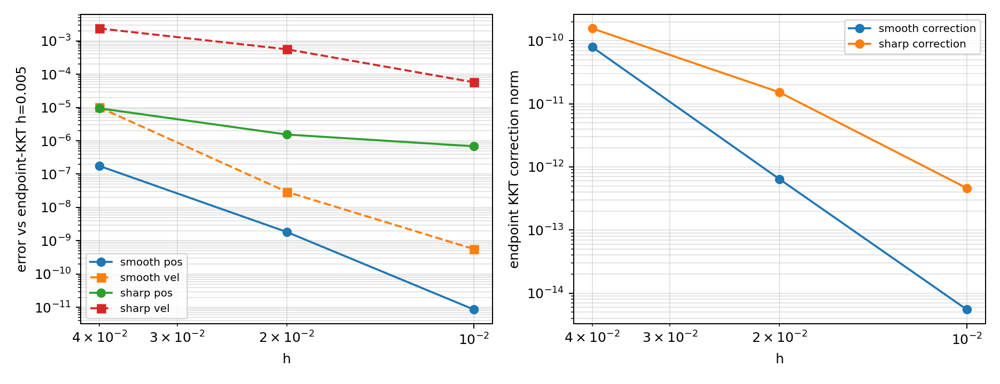 error vs endpoint-KKT h=0.005
10⁻³
10⁻⁴
10⁻⁵
10⁻⁶
10⁻⁷
10⁻⁸
10⁻⁹
10⁻¹⁰
10⁻¹¹
smooth pos
smooth vel
sharp pos
sharp vel
4 × 10⁻² 3 × 10⁻² 2 × 10⁻² 10⁻²
h
endpoint KKT correction norm
10⁻¹⁰
10⁻¹¹
10⁻¹²
10⁻¹³
10⁻¹⁴
smooth correction
sharp correction
4 × 10⁻² 3 × 10⁻² 2 × 10⁻² 10⁻²
h